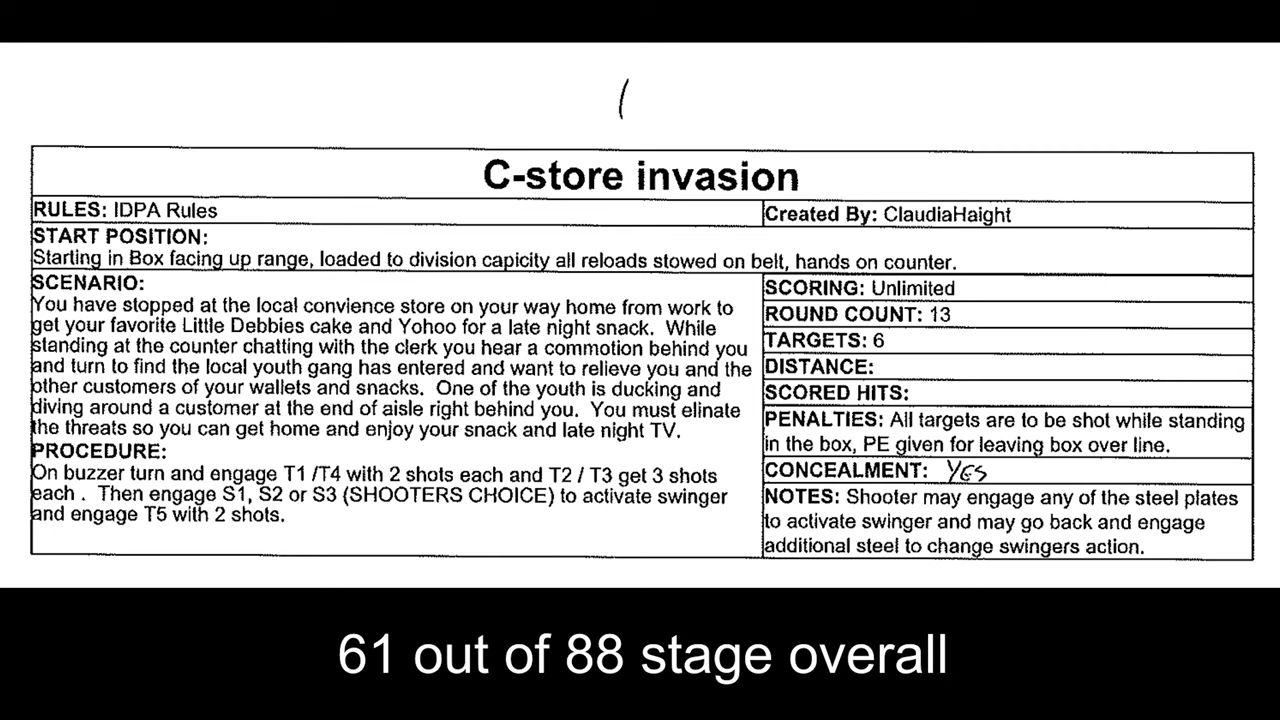 1
C-store invasion
RULES: IDPA Rules
Created By: ClaudiaHaight
START POSITION:
Starting in Box facing up range, loaded to division capicity all reloads stowed on belt, hands on counter.
SCENARIO:
You have stopped at the local convience store on your way home from work to
get your favorite Little Debbies cake and Yohoo for a late night snack. While
standing at the counter chatting with the clerk you hear a commotion behind you
and turn to find the local youth gang has entered and want to relieve you and the
other customers of your wallets and snacks. One of the youth is ducking and
diving around a customer at the end of aisle right behind you. You must elinate
the threats so you can get home and enjoy your snack and late night TV.
PROCEDURE:
On buzzer turn and engage T1 /T4 with 2 shots each and T2 / T3 get 3 shots
each . Then engage S1, S2 or S3 (SHOOTERS CHOICE) to activate swinger
and engage T5 with 2 shots.
SCORING: Unlimited
ROUND COUNT: 13
TARGETS: 6
DISTANCE:
SCORED HITS:
PENALTIES: All targets are to be shot while standing
in the box, PE given for leaving box over line.
CONCEALMENT: YES
NOTES: Shooter may engage any of the steel plates
to activate swinger and may go back and engage
additional steel to change swingers action.
61 out of 88 stage overall